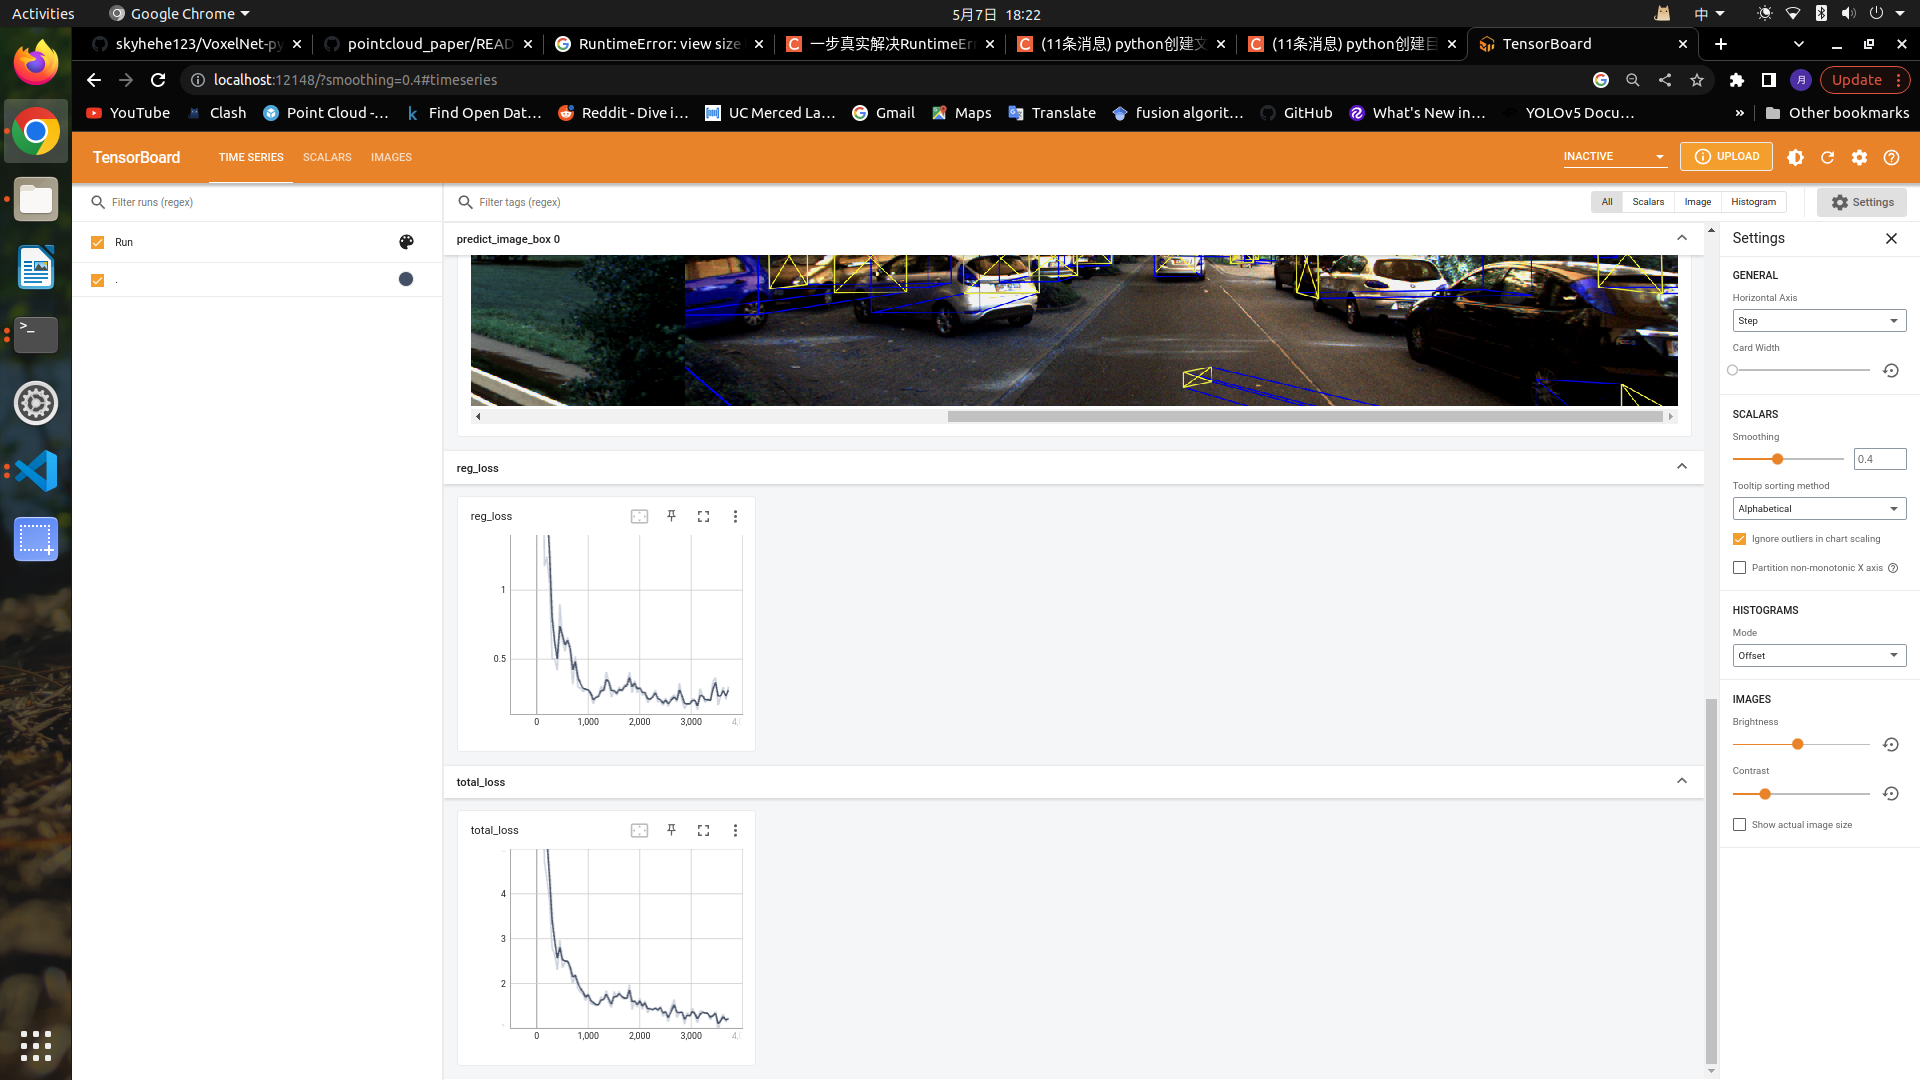 Activities
Google Chrome
5月7日 18:22
中
skyhehe123/VoxelNet-py
pointcloud_paper/READ
RuntimeError: view size
一步真实解决RuntimeErr
(11条消息) python创建文
(11条消息) python创建目
TensorBoard
localhost:12148/?smoothing=0.4#timeseries
月
Update
YouTube
Clash
Point Cloud -…
Find Open Dat…
Reddit - Dive i…
UC Merced La…
Gmail
Maps
Translate
fusion algorit…
GitHub
What's New in…
YOLOv5 Docu…
»
Other bookmarks
TensorBoard
TIME SERIES
SCALARS
IMAGES
INACTIVE
UPLOAD
Filter runs (regex)
Filter tags (regex)
All
Scalars
Image
Histogram
Settings
Run
.
predict_image_box 0
reg_loss
reg_loss
1
0.5
0
1,000
2,000
3,000
4,
total_loss
total_loss
4
3
2
0
1,000
2,000
3,000
4,
Settings
GENERAL
Horizontal Axis
Step
Card Width
SCALARS
Smoothing
0.4
Tooltip sorting method
Alphabetical
Ignore outliers in chart scaling
Partition non-monotonic X axis
HISTOGRAMS
Mode
Offset
IMAGES
Brightness
Contrast
Show actual image size